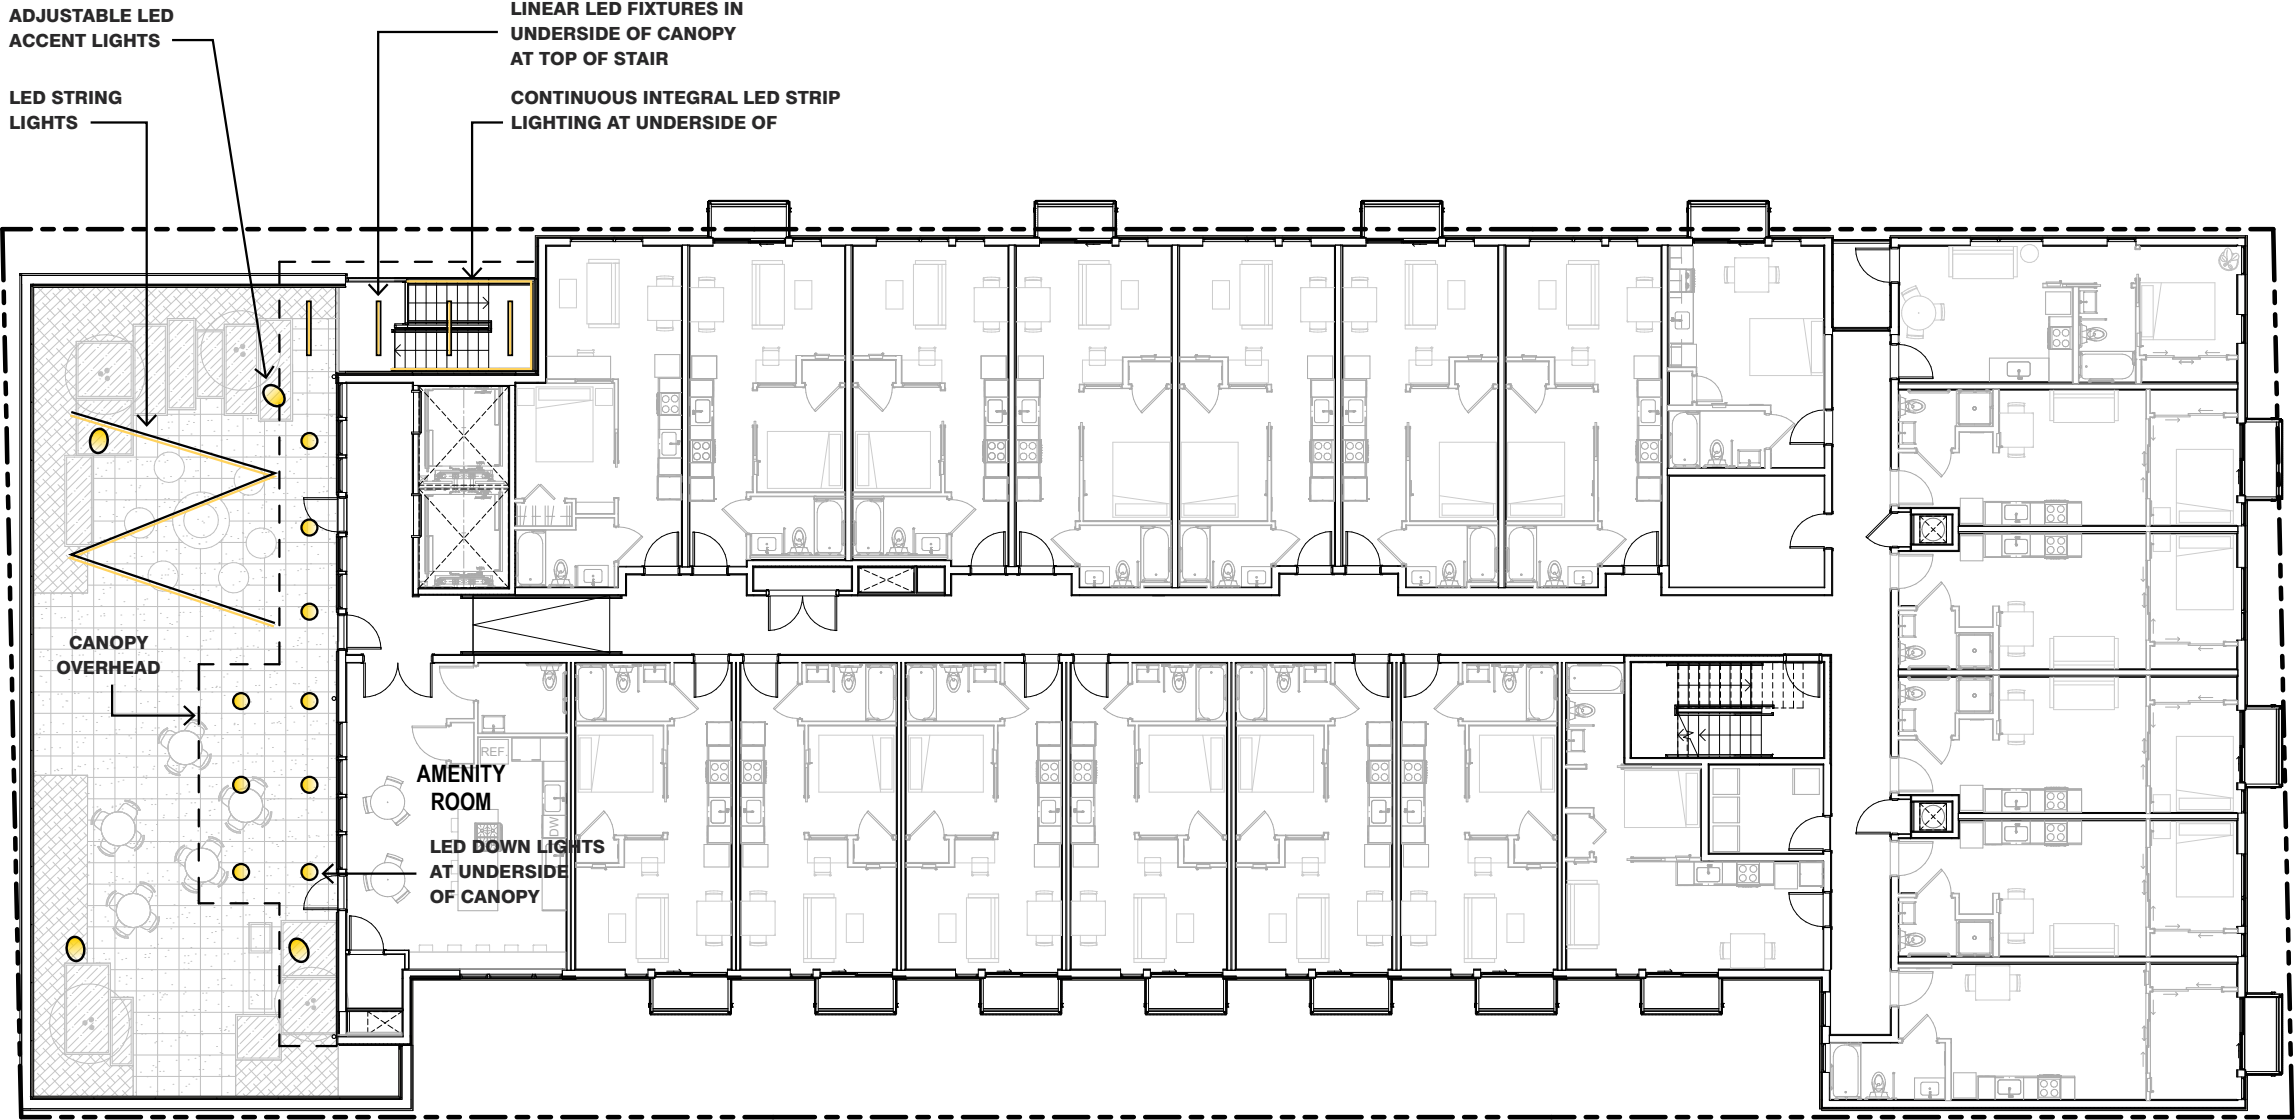 ADJUSTABLE LED
ACCENT LIGHTS
LINEAR LED FIXTURES IN
UNDERSIDE OF CANOPY
AT TOP OF STAIR
LED STRING
LIGHTS
CONTINUOUS INTEGRAL LED STRIP
LIGHTING AT UNDERSIDE OF
CANOPY
OVERHEAD
REF.
AMENITY
ROOM
DW
LED DOWN LIGHTS
AT UNDERSIDE
OF CANOPY